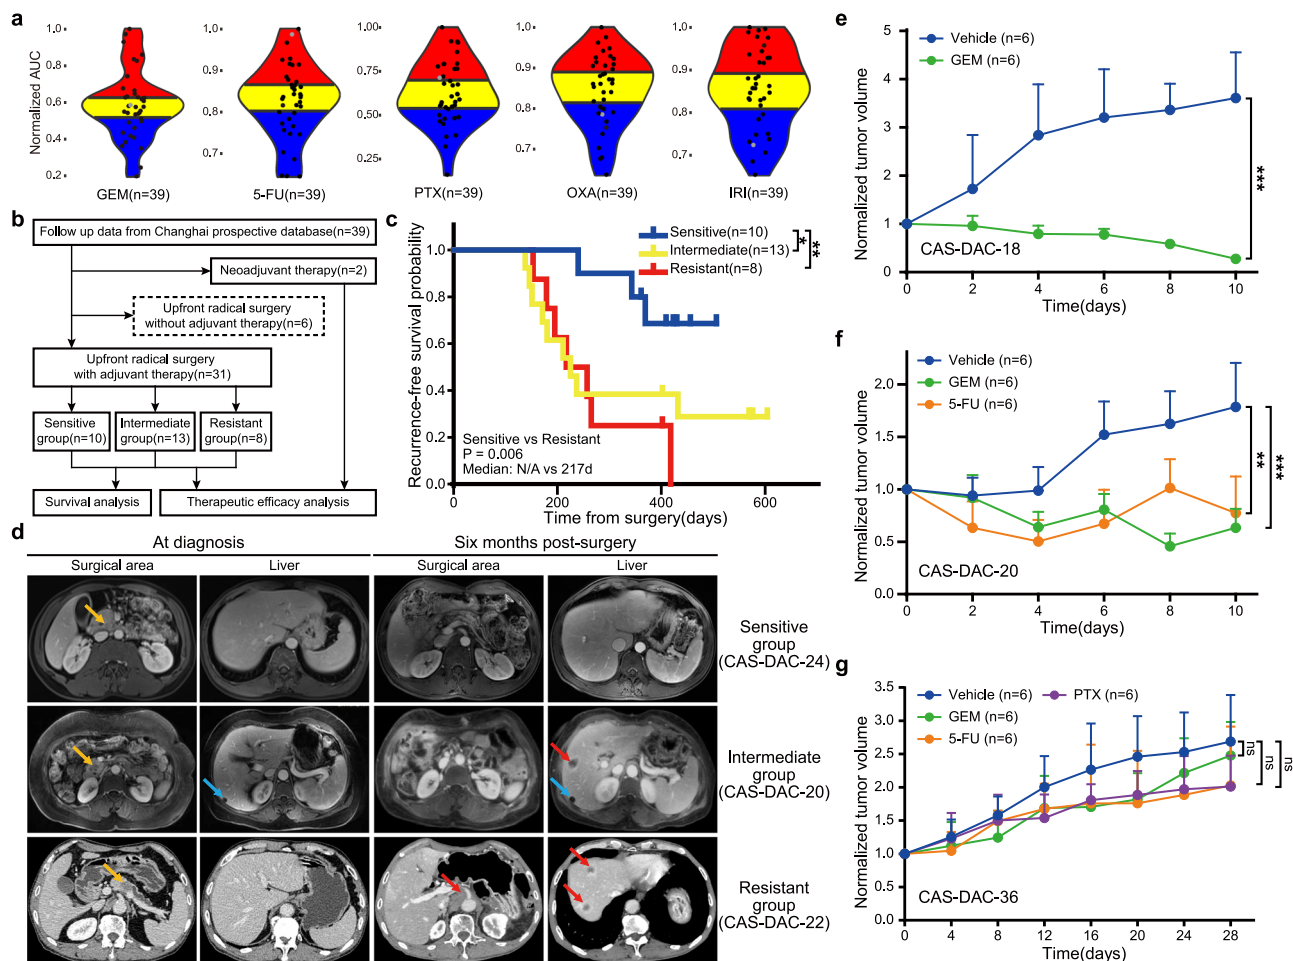 a
Normalized AUC
1.0
0.9
0.8
0.7
0.6
0.5
0.4
0.3
0.2
GEM(n=39)
1.0
0.9
0.8
0.7
5-FU(n=39)
1.00
0.75
0.50
0.25
PTX(n=39)
1.0
0.9
0.8
0.7
OXA(n=39)
1.0
0.9
0.8
0.7
IRI(n=39)
b
Follow up data from Changhai prospective database(n=39)
Neoadjuvant therapy(n=2)
Upfront radical surgery
without adjuvant therapy(n=6)
Upfront radical surgery
with adjuvant therapy(n=31)
Sensitive
group(n=10)
Intermediate
group(n=13)
Resistant
group(n=8)
Survival analysis
Therapeutic efficacy analysis
c
Recurrence-free survival probability
1.0
0.8
0.6
0.4
0.2
0.0
Sensitive(n=10)
Intermediate(n=13)
Resistant(n=8)
*
**
Sensitive vs Resistant
P = 0.006
Median: N/A vs 217d
0
200
400
600
Time from surgery(days)
d
At diagnosis
Six months post-surgery
Surgical area
Liver
Surgical area
Liver
Sensitive
group
(CAS-DAC-24)
Intermediate
group
(CAS-DAC-20)
Resistant
group
(CAS-DAC-22)
e
Normalized tumor volume
5
4
3
2
1
0
Vehicle (n=6)
GEM (n=6)
***
CAS-DAC-18
0
2
4
6
8
10
Time(days)
f
Normalized tumor volume
2.0
1.5
1.0
0.5
0.0
Vehicle (n=6)
GEM (n=6)
5-FU (n=6)
**
***
CAS-DAC-20
0
2
4
6
8
10
Time(days)
g
Normalized tumor volume
3.5
3.0
2.5
2.0
1.5
1.0
0.5
0.0
Vehicle (n=6)
PTX (n=6)
GEM (n=6)
5-FU (n=6)
ns
ns
ns
CAS-DAC-36
0
4
8
12
16
20
24
28
Time(days)